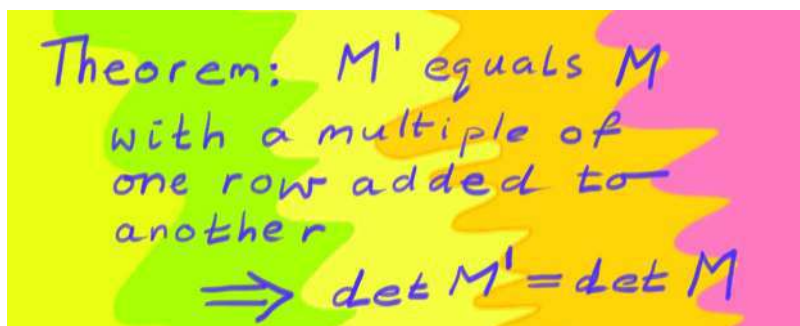 Theorem: M' equals M
with a multiple of
one row added to
another
⟹ det M' = det M